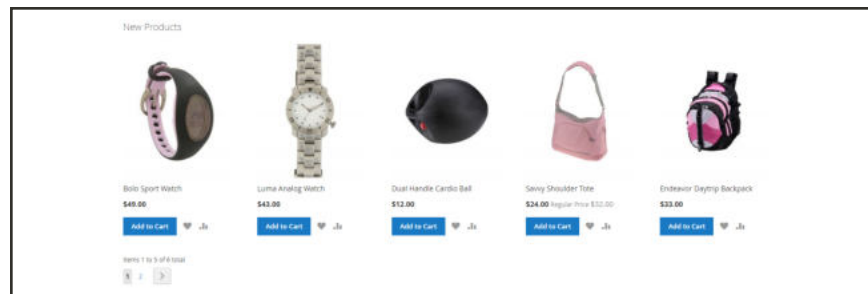 New Products
Bolo Sport Watch
$49.00
Add to Cart
Luma Analog Watch
$43.00
Add to Cart
Dual Handle Cardio Ball
$12.00
Add to Cart
Savvy Shoulder Tote
$24.00 Regular Price $32.00
Add to Cart
Endeavor Daytrip Backpack
$33.00
Add to Cart
Items 1 to 5 of 6 total
1 2 >